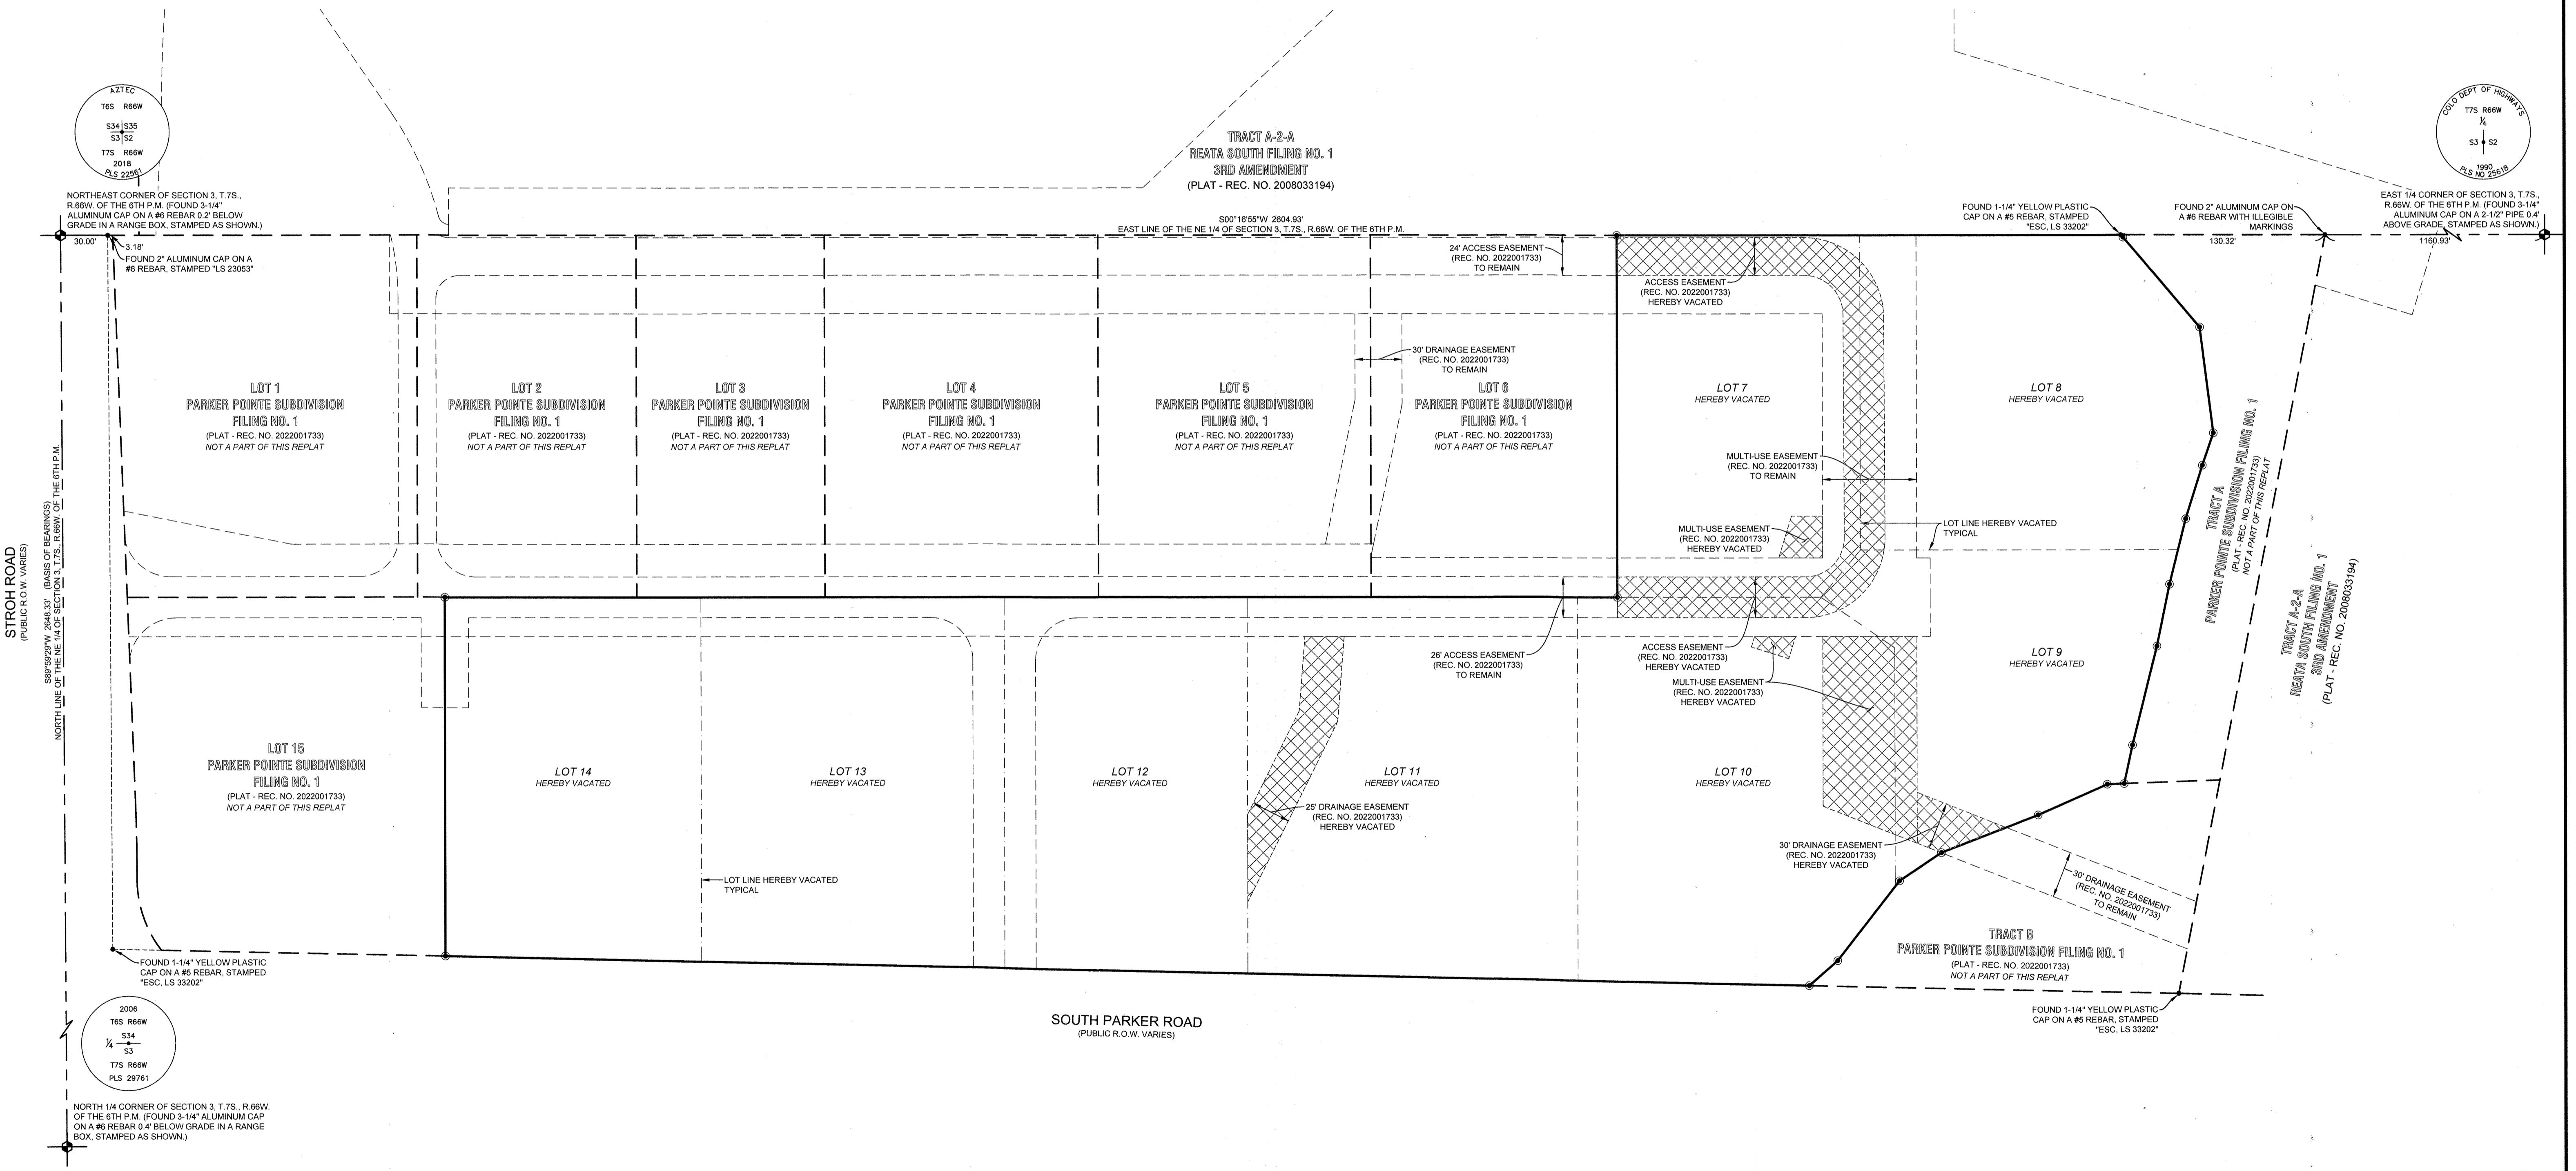 AZTEC
T6S R66W
S34 S35
S3 S2
T7S R66W
2018
PLS 22561
NORTHEAST CORNER OF SECTION 3, T.7S.,
R.66W. OF THE 6TH P.M. (FOUND 3-1/4"
ALUMINUM CAP ON A #6 REBAR 0.2' BELOW
GRADE IN A RANGE BOX, STAMPED AS SHOWN.)
30.00'
3.18'
FOUND 2" ALUMINUM CAP ON A
#6 REBAR, STAMPED "LS 23053"
TRACT A-2-A
REATA SOUTH FILING NO. 1
3RD AMENDMENT
(PLAT - REC. NO. 2008033194)
S00°16'55"W 2604.93'
EAST LINE OF THE NE 1/4 OF SECTION 3, T.7S., R.66W. OF THE 6TH P.M.
COLO DEPT OF HIGHWAYS
T7S R66W
1/4
S3 S2
1990
PLS NO 25618
EAST 1/4 CORNER OF SECTION 3, T.7S.,
R.66W. OF THE 6TH P.M. (FOUND 3-1/4"
ALUMINUM CAP ON A 2-1/2" PIPE 0.4'
ABOVE GRADE, STAMPED AS SHOWN.)
1160.93'
FOUND 1-1/4" YELLOW PLASTIC
CAP ON A #5 REBAR, STAMPED
"ESC, LS 33202"
FOUND 2" ALUMINUM CAP ON
A #6 REBAR WITH ILLEGIBLE
MARKINGS
130.32'
24' ACCESS EASEMENT
(REC. NO. 2022001733)
TO REMAIN
ACCESS EASEMENT
(REC. NO. 2022001733)
HEREBY VACATED
30' DRAINAGE EASEMENT
(REC. NO. 2022001733)
TO REMAIN
LOT 1
PARKER POINTE SUBDIVISION
FILING NO. 1
(PLAT - REC. NO. 2022001733)
NOT A PART OF THIS REPLAT
LOT 2
PARKER POINTE SUBDIVISION
FILING NO. 1
(PLAT - REC. NO. 2022001733)
NOT A PART OF THIS REPLAT
LOT 3
PARKER POINTE SUBDIVISION
FILING NO. 1
(PLAT - REC. NO. 2022001733)
NOT A PART OF THIS REPLAT
LOT 4
PARKER POINTE SUBDIVISION
FILING NO. 1
(PLAT - REC. NO. 2022001733)
NOT A PART OF THIS REPLAT
LOT 5
PARKER POINTE SUBDIVISION
FILING NO. 1
(PLAT - REC. NO. 2022001733)
NOT A PART OF THIS REPLAT
LOT 6
PARKER POINTE SUBDIVISION
FILING NO. 1
(PLAT - REC. NO. 2022001733)
NOT A PART OF THIS REPLAT
LOT 7
HEREBY VACATED
LOT 8
HEREBY VACATED
MULTI-USE EASEMENT
(REC. NO. 2022001733)
TO REMAIN
MULTI-USE EASEMENT
(REC. NO. 2022001733)
HEREBY VACATED
LOT LINE HEREBY VACATED
TYPICAL
TRACT A
PARKER POINTE SUBDIVISION FILING NO. 1
(PLAT - REC. NO. 2022001733)
NOT A PART OF THIS REPLAT
TRACT A-2-A
REATA SOUTH FILING NO. 1
3RD AMENDMENT
(PLAT - REC. NO. 2008033194)
STROH ROAD
(PUBLIC R.O.W. VARIES)
S89°59'29"W 2648.33' (BASIS OF BEARINGS)
NORTH LINE OF THE NE 1/4 OF SECTION 3, T.7S., R.66W. OF THE 6TH P.M.
26' ACCESS EASEMENT
(REC. NO. 2022001733)
TO REMAIN
ACCESS EASEMENT
(REC. NO. 2022001733)
HEREBY VACATED
MULTI-USE EASEMENT
(REC. NO. 2022001733)
HEREBY VACATED
LOT 9
HEREBY VACATED
LOT 15
PARKER POINTE SUBDIVISION
FILING NO. 1
(PLAT - REC. NO. 2022001733)
NOT A PART OF THIS REPLAT
LOT 14
HEREBY VACATED
LOT 13
HEREBY VACATED
LOT 12
HEREBY VACATED
LOT 11
HEREBY VACATED
LOT 10
HEREBY VACATED
25' DRAINAGE EASEMENT
(REC. NO. 2022001733)
HEREBY VACATED
30' DRAINAGE EASEMENT
(REC. NO. 2022001733)
HEREBY VACATED
LOT LINE HEREBY VACATED
TYPICAL
30' DRAINAGE EASEMENT
(REC. NO. 2022001733)
TO REMAIN
TRACT B
PARKER POINTE SUBDIVISION FILING NO. 1
(PLAT - REC. NO. 2022001733)
NOT A PART OF THIS REPLAT
FOUND 1-1/4" YELLOW PLASTIC
CAP ON A #5 REBAR, STAMPED
"ESC, LS 33202"
SOUTH PARKER ROAD
(PUBLIC R.O.W. VARIES)
FOUND 1-1/4" YELLOW PLASTIC
CAP ON A #5 REBAR, STAMPED
"ESC, LS 33202"
2006
T6S R66W
S34
1/4
S3
T7S R66W
PLS 29761
NORTH 1/4 CORNER OF SECTION 3, T.7S., R.66W.
OF THE 6TH P.M. (FOUND 3-1/4" ALUMINUM CAP
ON A #6 REBAR 0.4' BELOW GRADE IN A RANGE
BOX, STAMPED AS SHOWN.)